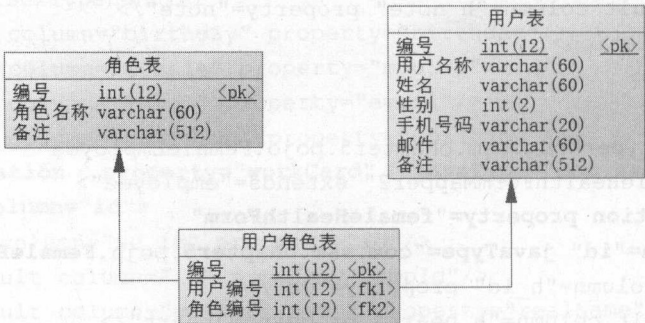 用户表
编号 int(12) <pk>
用户名称 varchar(60)
姓名 varchar(60)
性别 int(2)
手机号码 varchar(20)
邮件 varchar(60)
备注 varchar(512)
角色表
编号 int(12) <pk>
角色名称 varchar(60)
备注 varchar(512)
用户角色表
编号 int(12) <pk>
用户编号 int(12) <fk1>
角色编号 int(12) <fk2>